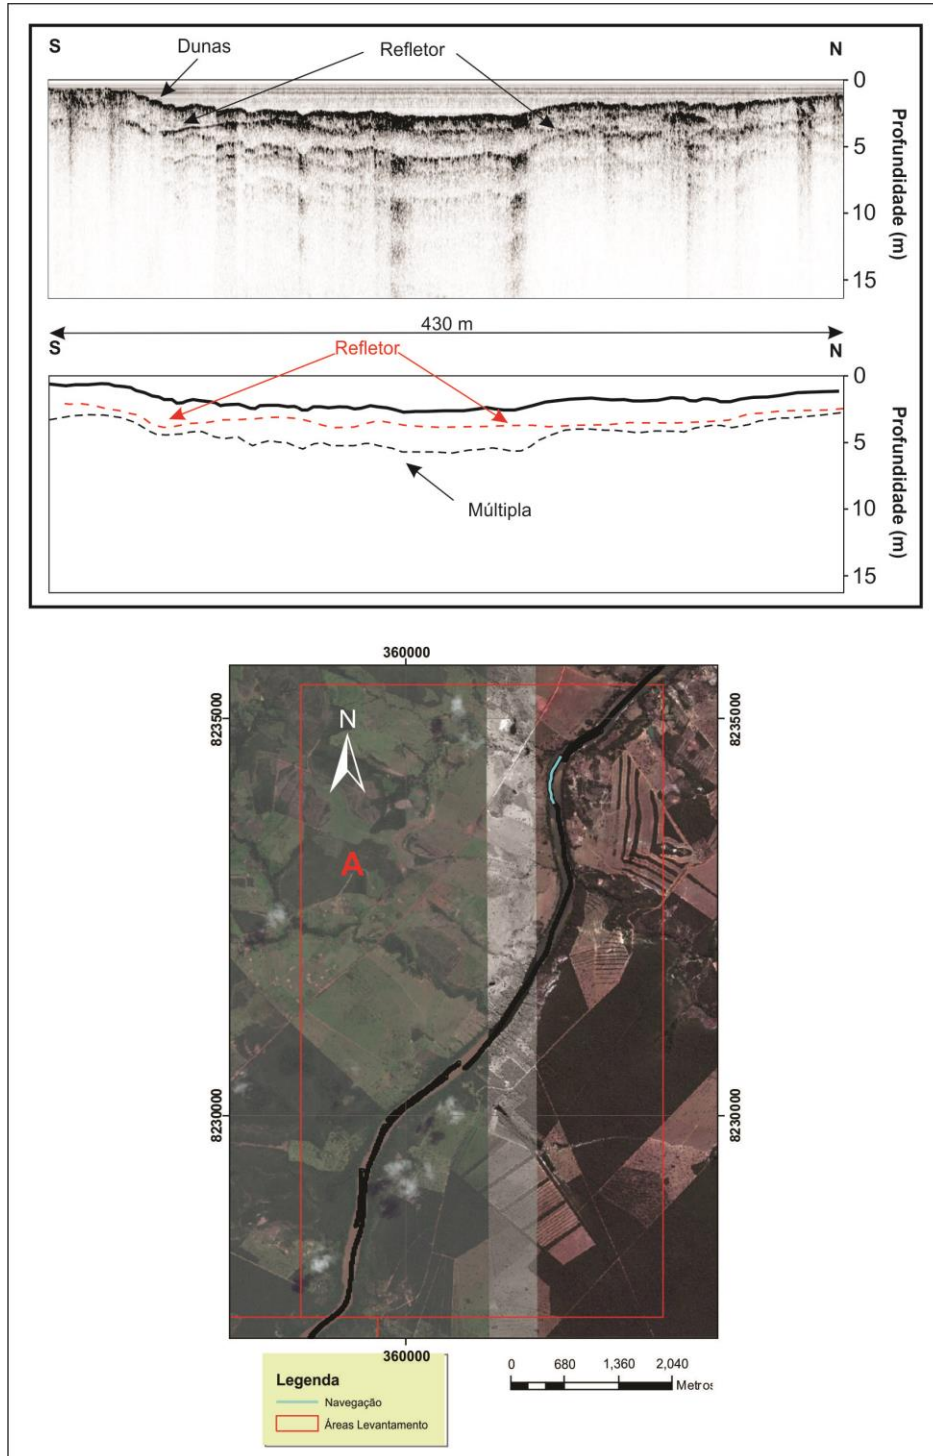 S
Dunas
Refletor
N
0
5
10
15
Profundidade (m)
430 m
S
Refletor
N
0
5
10
15
Profundidade (m)
Múltipla
360000
8235000
8235000
N
A
8230000
8230000
360000
Legenda
Navegação
Áreas Levantamento
0 680 1,360 2,040
Metros